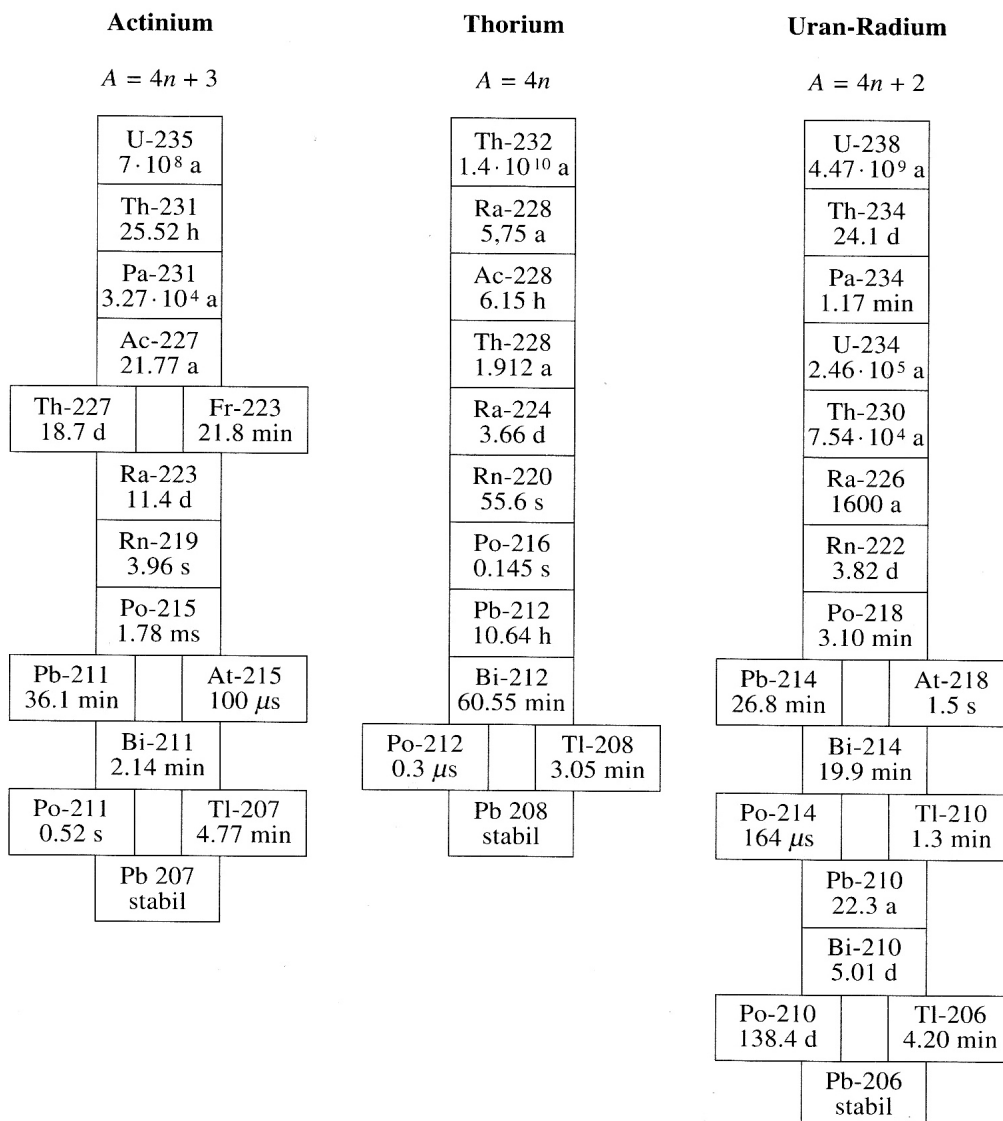 Actinium
A = 4n + 3
U-235
7 · 10⁸ a
Th-231
25.52 h
Pa-231
3.27 · 10⁴ a
Ac-227
21.77 a
Th-227
18.7 d
Fr-223
21.8 min
Ra-223
11.4 d
Rn-219
3.96 s
Po-215
1.78 ms
Pb-211
36.1 min
At-215
100 μs
Bi-211
2.14 min
Po-211
0.52 s
Tl-207
4.77 min
Pb 207
stabil
Thorium
A = 4n
Th-232
1.4 · 10¹⁰ a
Ra-228
5,75 a
Ac-228
6.15 h
Th-228
1.912 a
Ra-224
3.66 d
Rn-220
55.6 s
Po-216
0.145 s
Pb-212
10.64 h
Bi-212
60.55 min
Po-212
0.3 μs
Tl-208
3.05 min
Pb 208
stabil
Uran-Radium
A = 4n + 2
U-238
4.47 · 10⁹ a
Th-234
24.1 d
Pa-234
1.17 min
U-234
2.46 · 10⁵ a
Th-230
7.54 · 10⁴ a
Ra-226
1600 a
Rn-222
3.82 d
Po-218
3.10 min
Pb-214
26.8 min
At-218
1.5 s
Bi-214
19.9 min
Po-214
164 μs
Tl-210
1.3 min
Pb-210
22.3 a
Bi-210
5.01 d
Po-210
138.4 d
Tl-206
4.20 min
Pb-206
stabil